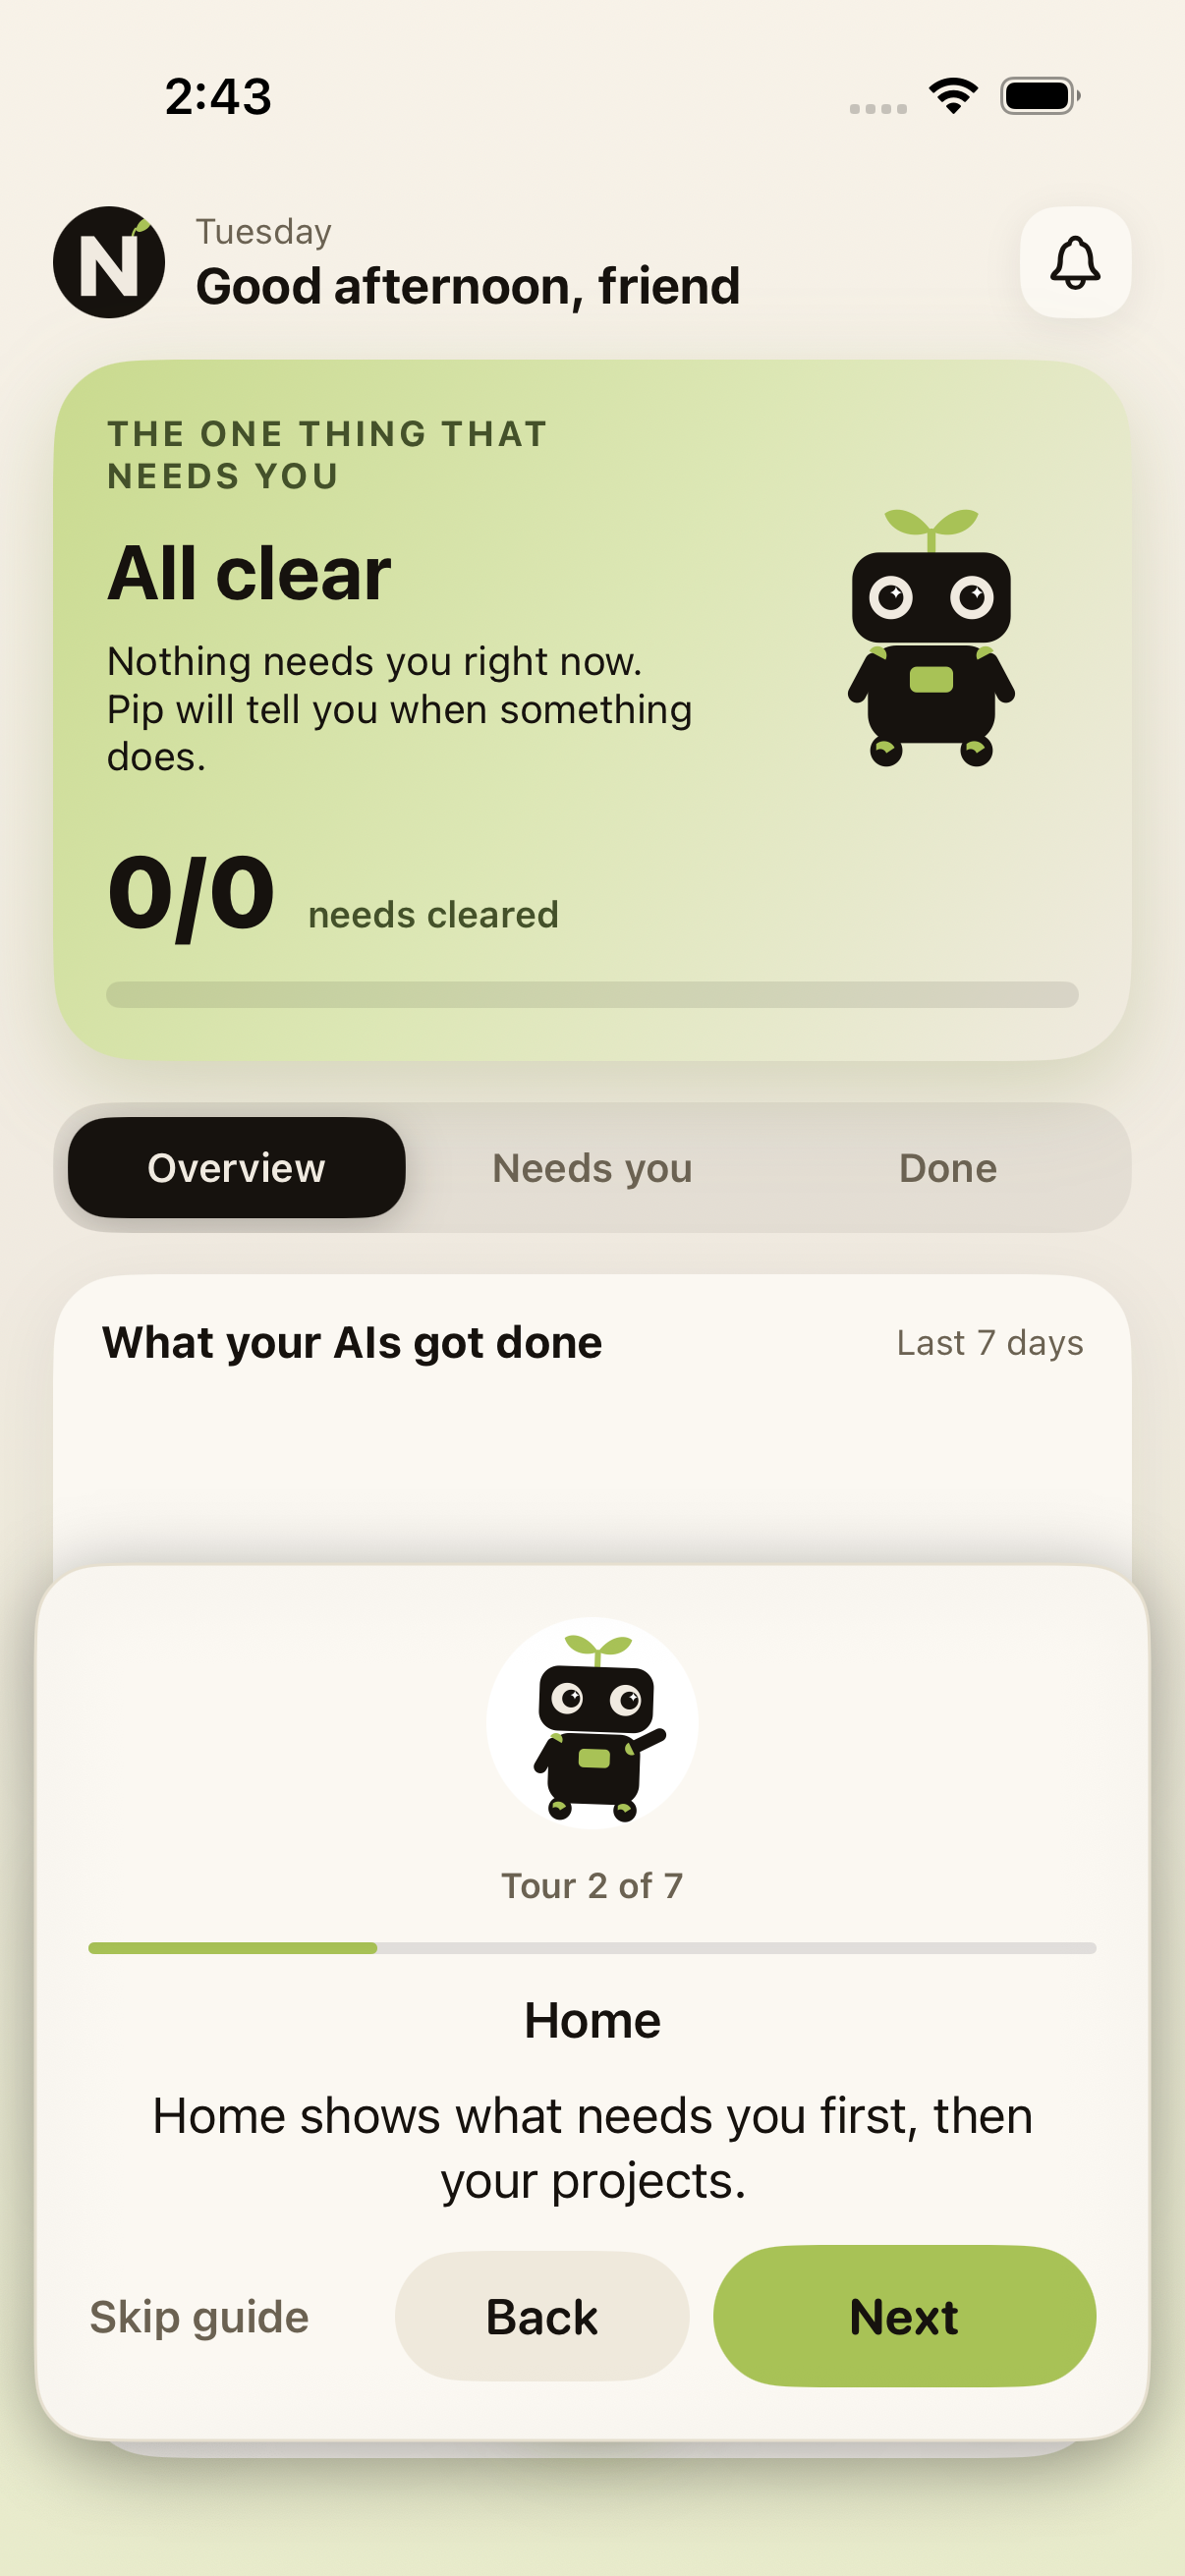 2:43
N
Tuesday
Good afternoon, friend
THE ONE THING THAT
NEEDS YOU
All clear
Nothing needs you right now.
Pip will tell you when something
does.
0/0 needs cleared
Overview Needs you Done
What your AIs got done Last 7 days
Tour 2 of 7
Home
Home shows what needs you first, then
your projects.
Skip guide Back Next